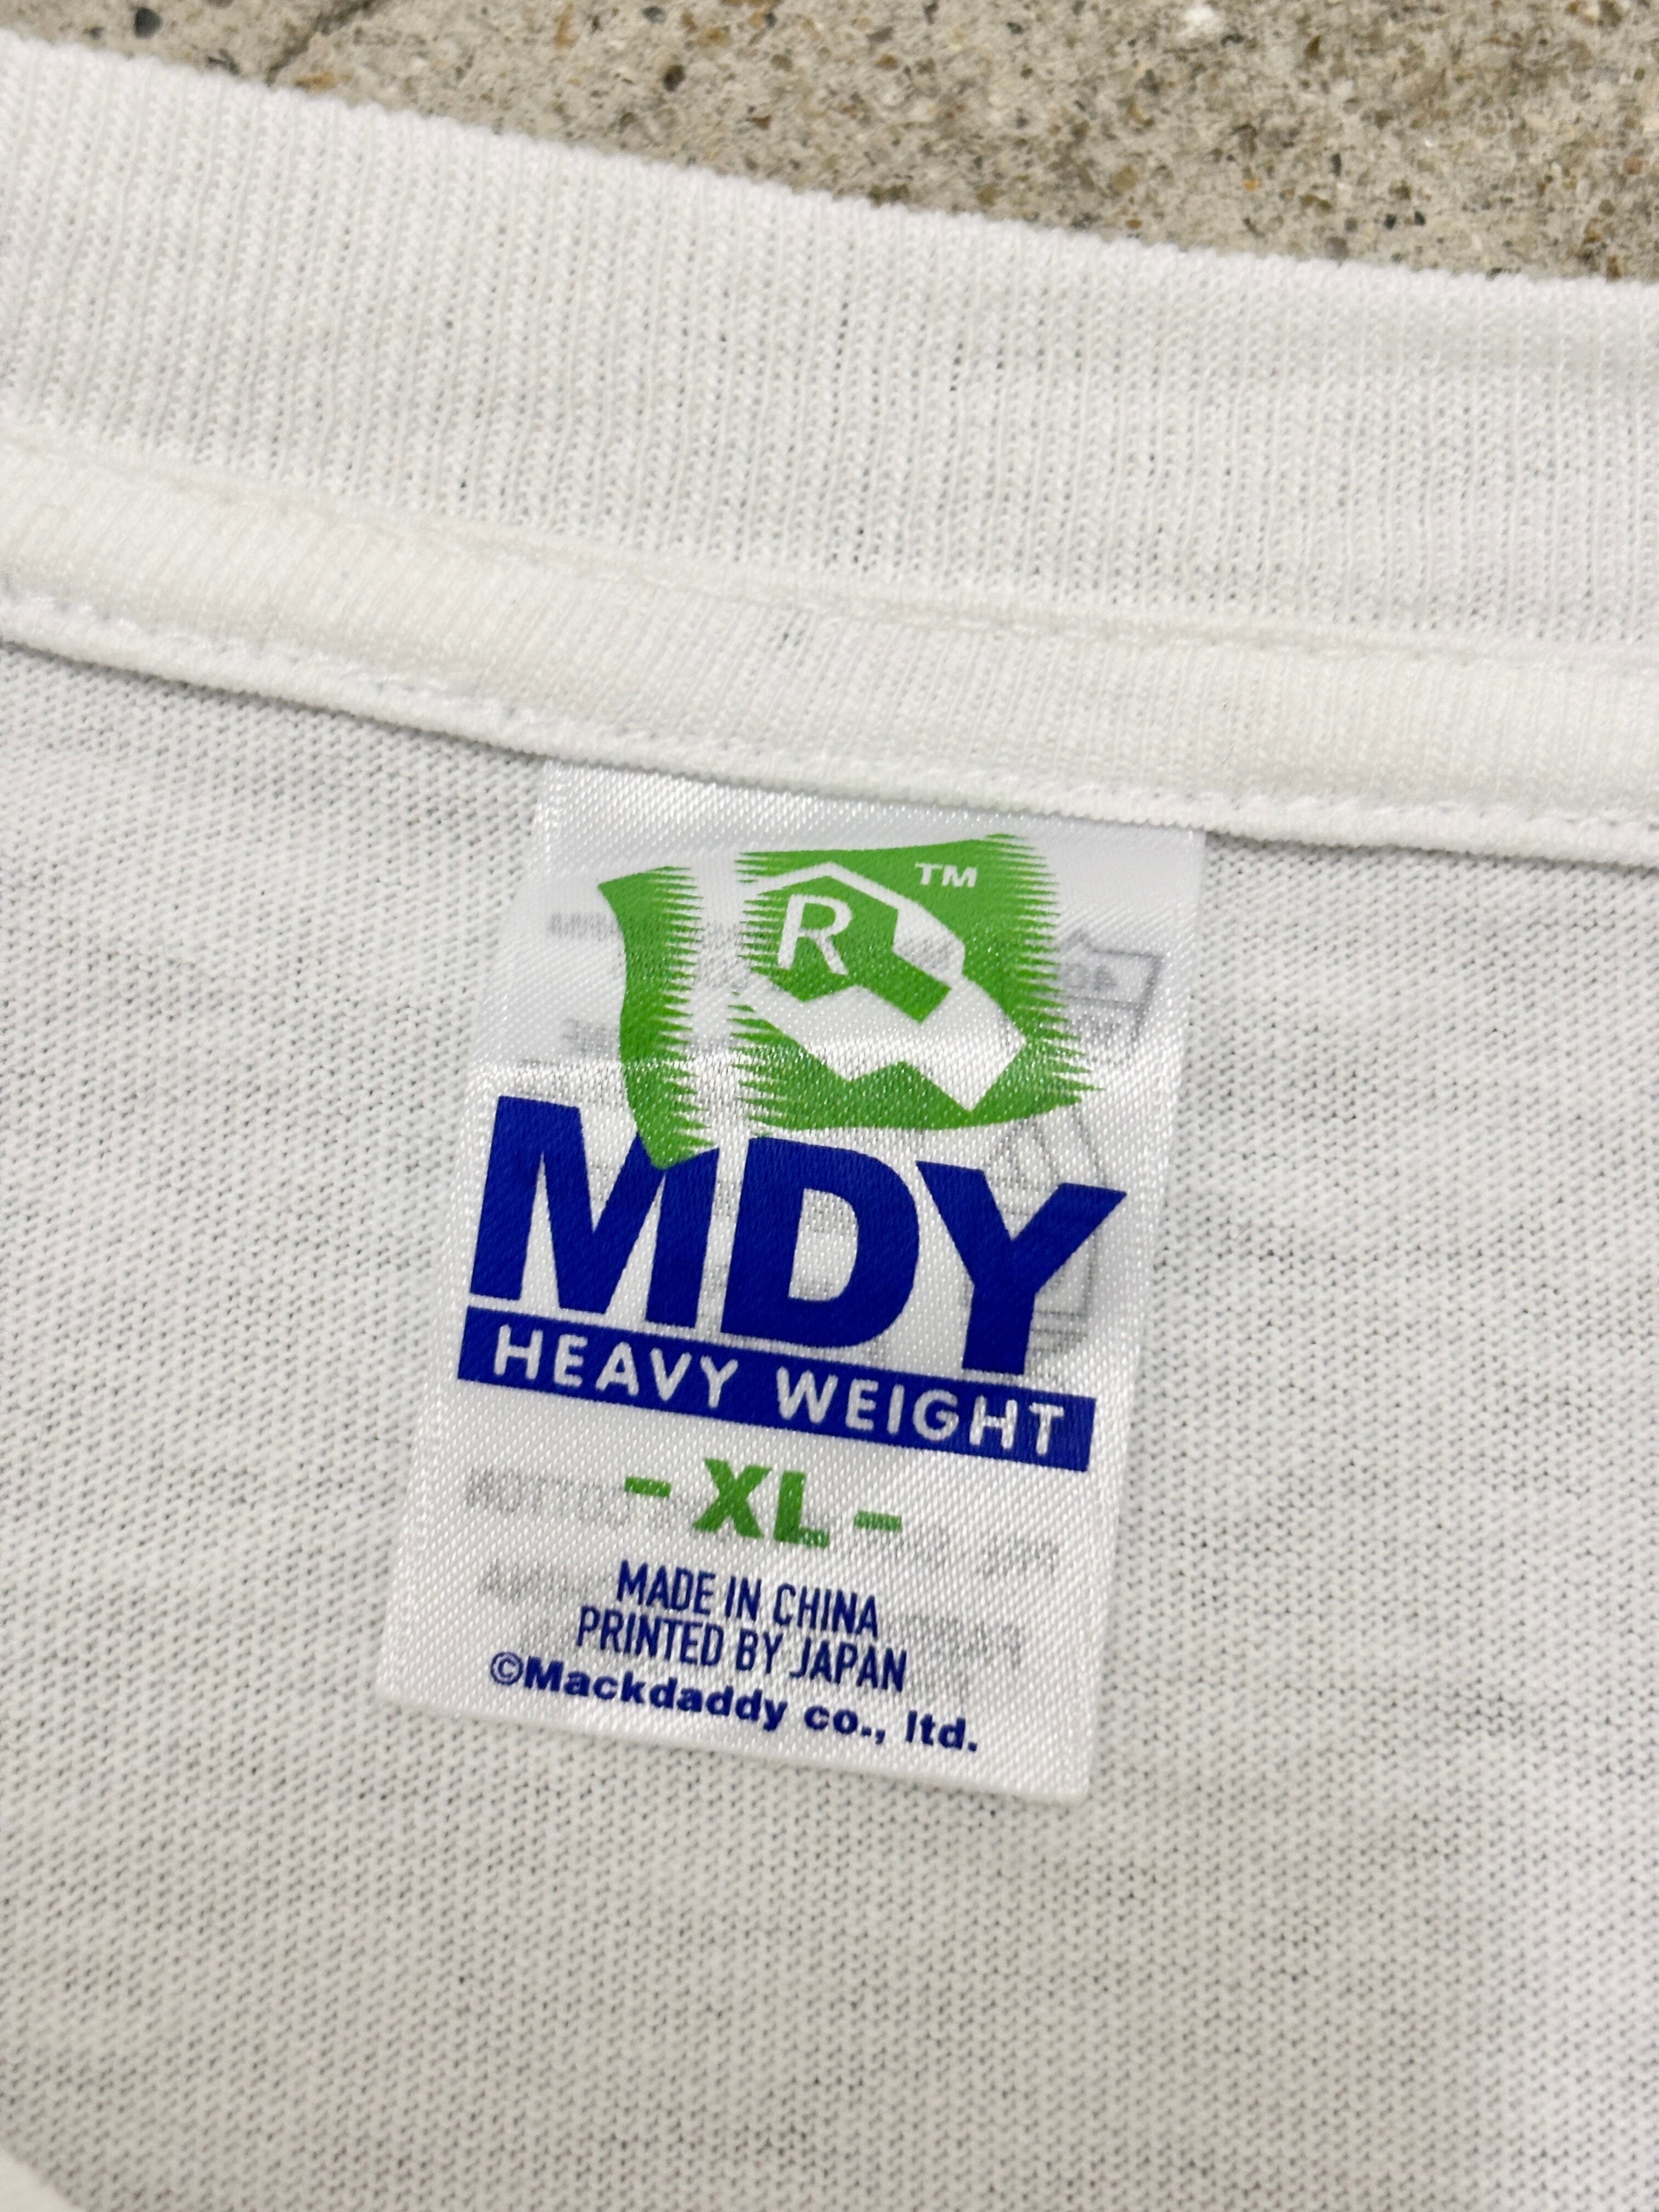 R ™
MDY
HEAVY WEIGHT
- XL -
MADE IN CHINA
PRINTED BY JAPAN
©Mackdaddy co., ltd.